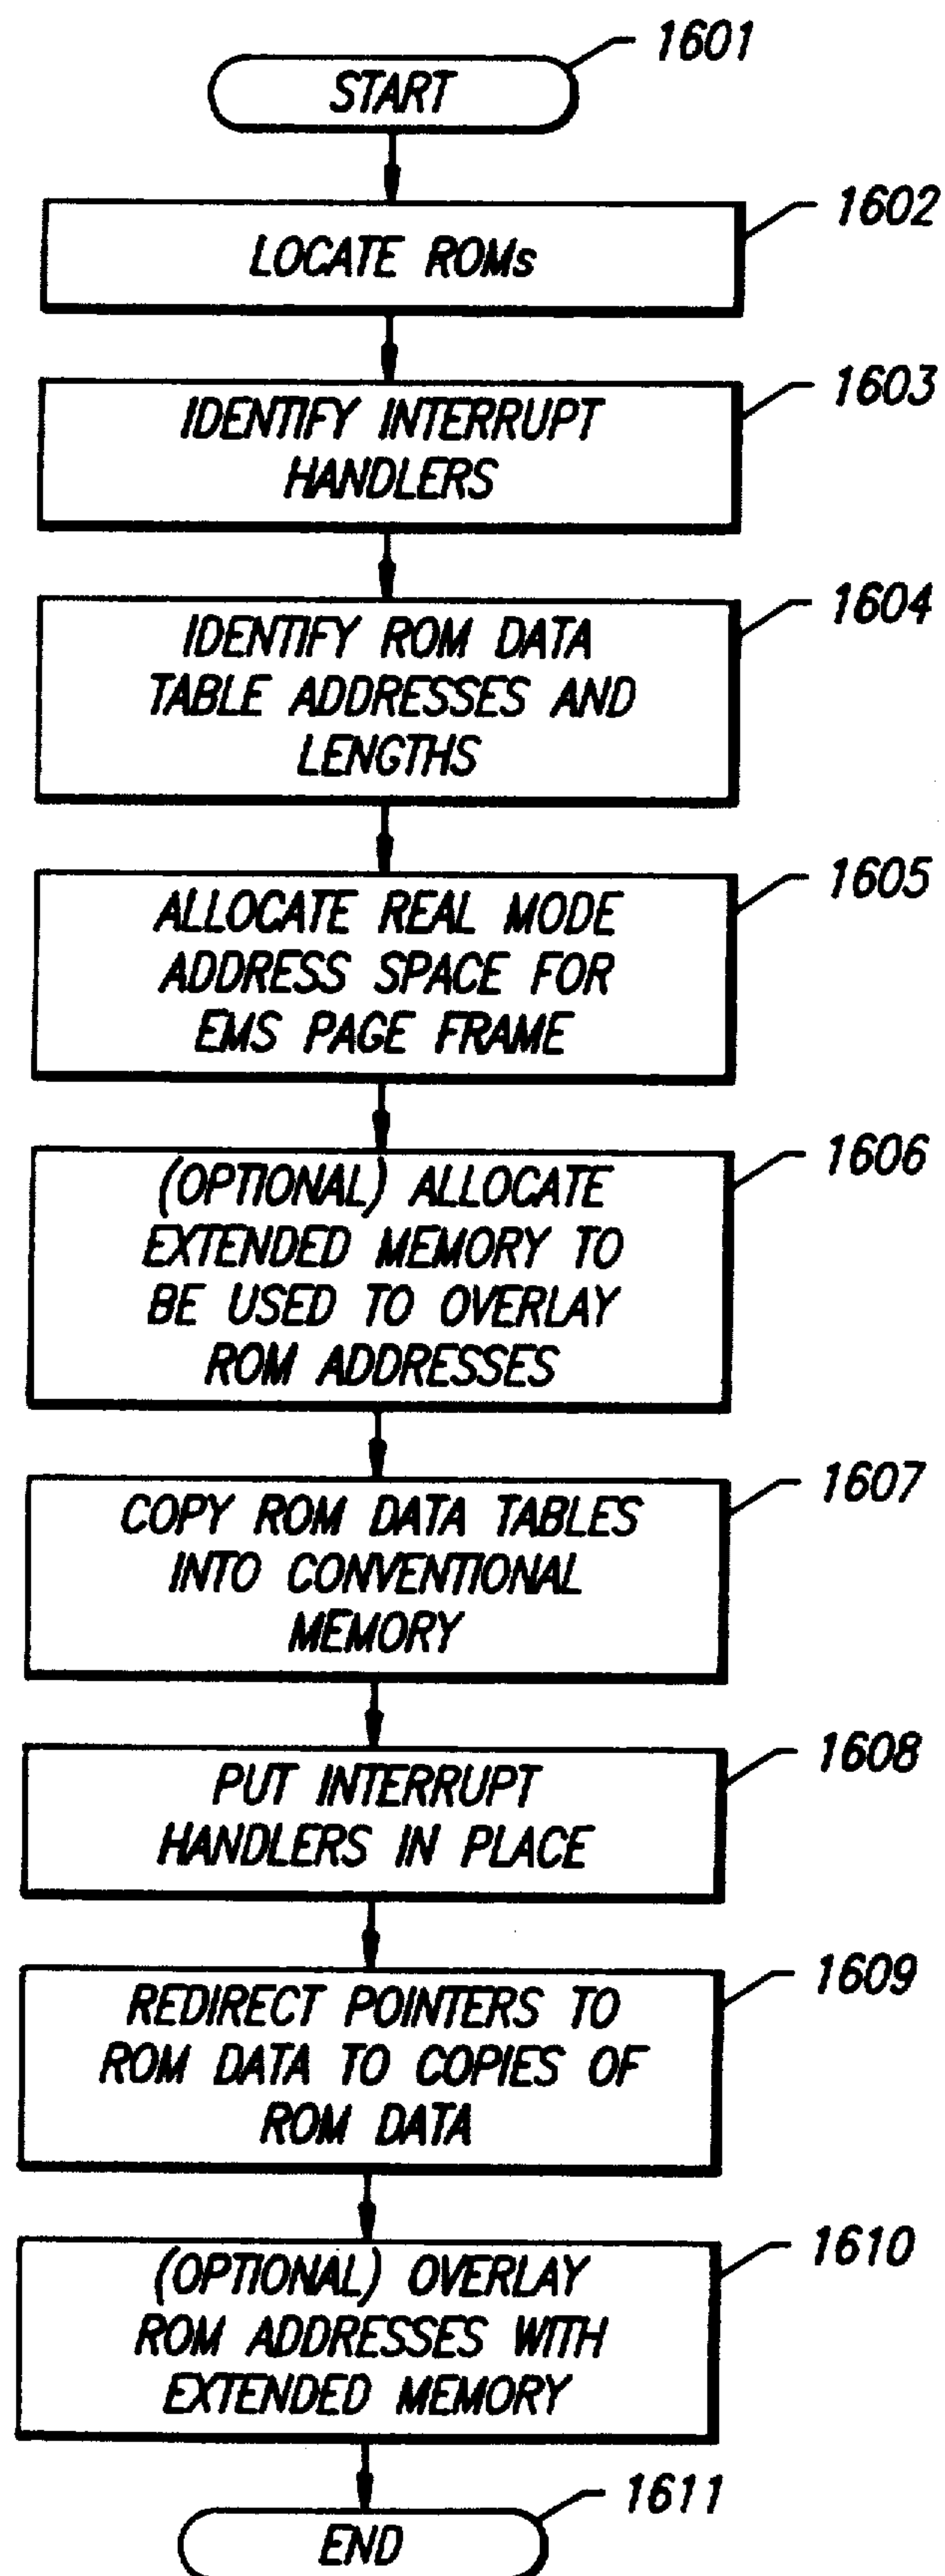 1601
START
1602
LOCATE ROMs
1603
IDENTIFY INTERRUPT
HANDLERS
1604
IDENTIFY ROM DATA
TABLE ADDRESSES AND
LENGTHS
1605
ALLOCATE REAL MODE
ADDRESS SPACE FOR
EMS PAGE FRAME
1606
(OPTIONAL) ALLOCATE
EXTENDED MEMORY TO
BE USED TO OVERLAY
ROM ADDRESSES
1607
COPY ROM DATA TABLES
INTO CONVENTIONAL
MEMORY
1608
PUT INTERRUPT
HANDLERS IN PLACE
1609
REDIRECT POINTERS TO
ROM DATA TO COPIES OF
ROM DATA
1610
(OPTIONAL) OVERLAY
ROM ADDRESSES WITH
EXTENDED MEMORY
1611
END